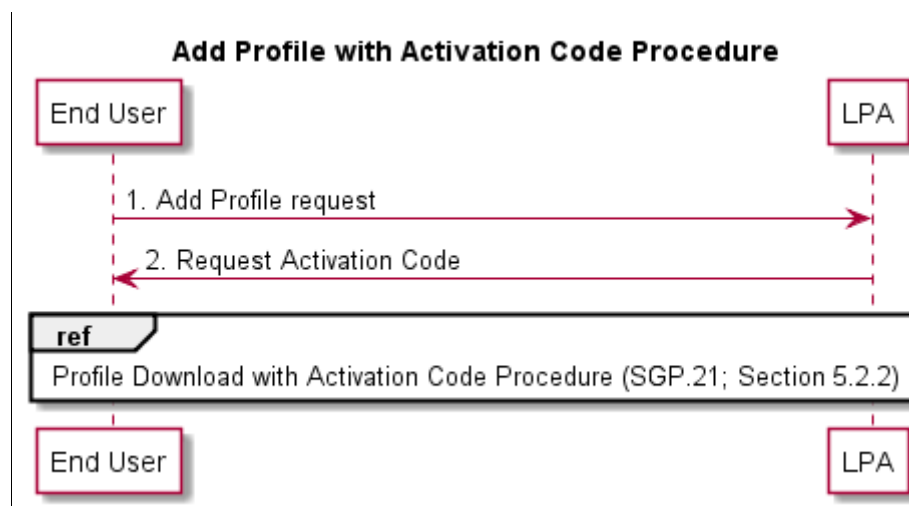 Add Profile with Activation Code Procedure
End User
LPA
1. Add Profile request
2. Request Activation Code
ref
Profile Download with Activation Code Procedure (SGP.21; Section 5.2.2)
End User
LPA